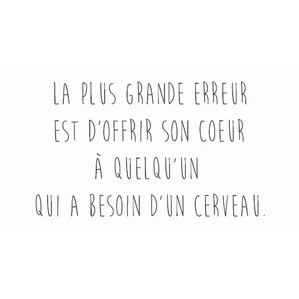 LA PLUS GRANDE ERREUR
EST D'OFFRIR SON COEUR
À QUELQU'UN
QUI A BESOIN D'UN CERVEAU.